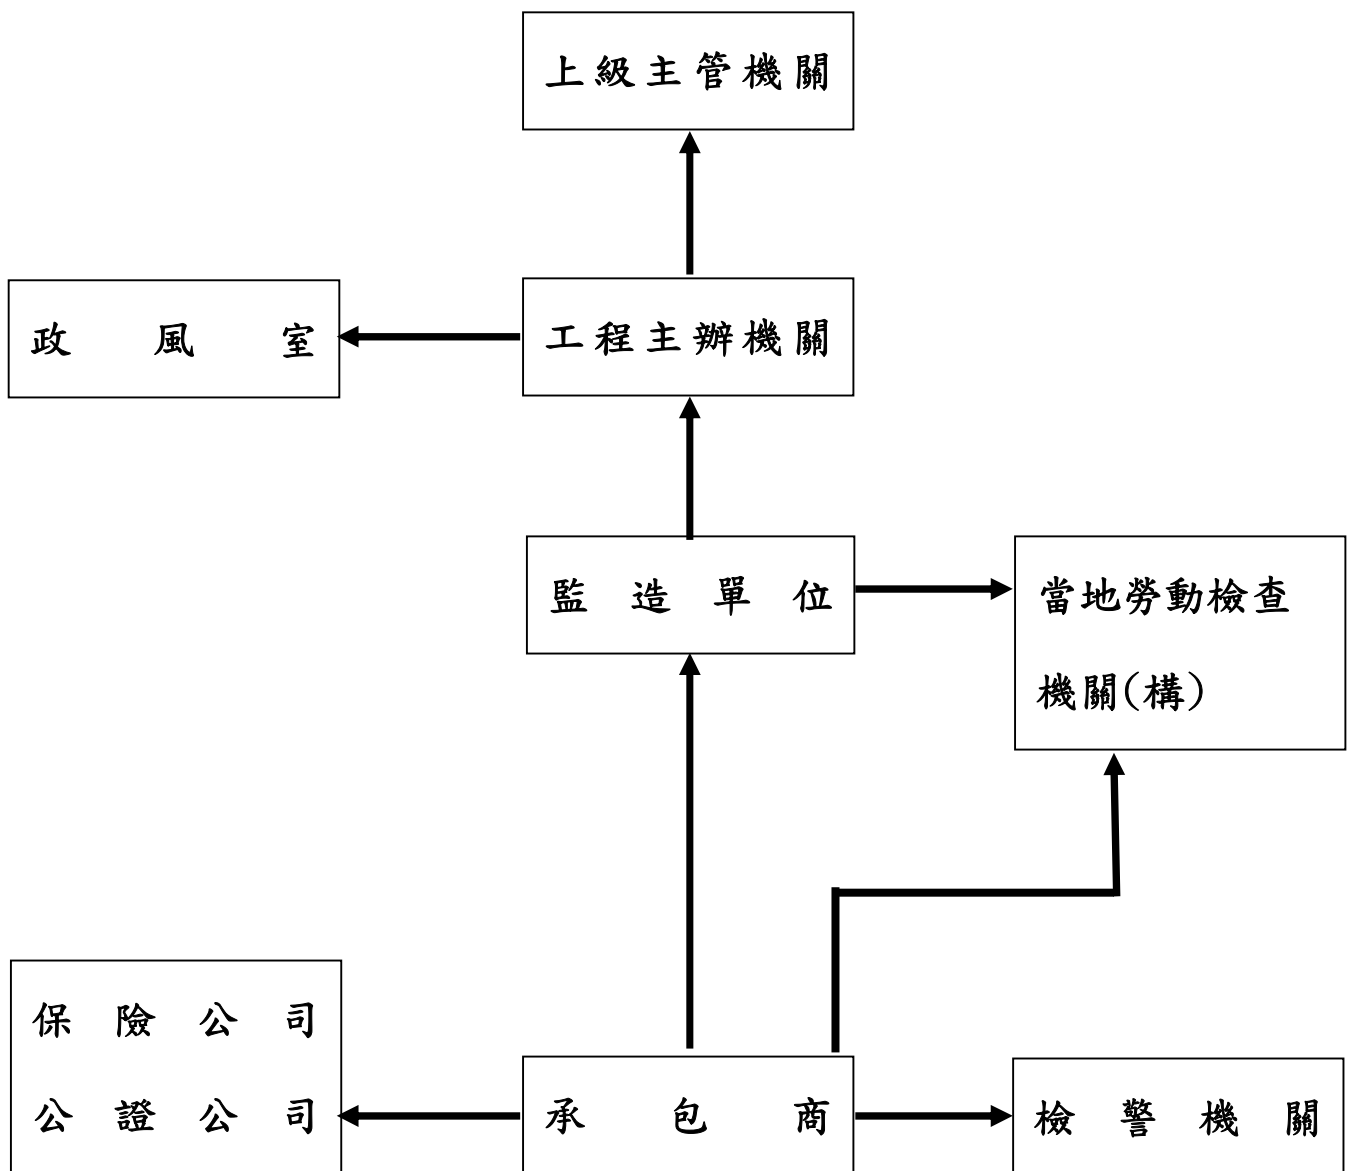 上級主管機關
政風室
工程主辦機關
監造單位
當地勞動檢查
機關(構)
保險公司
公證公司
承包商
檢警機關